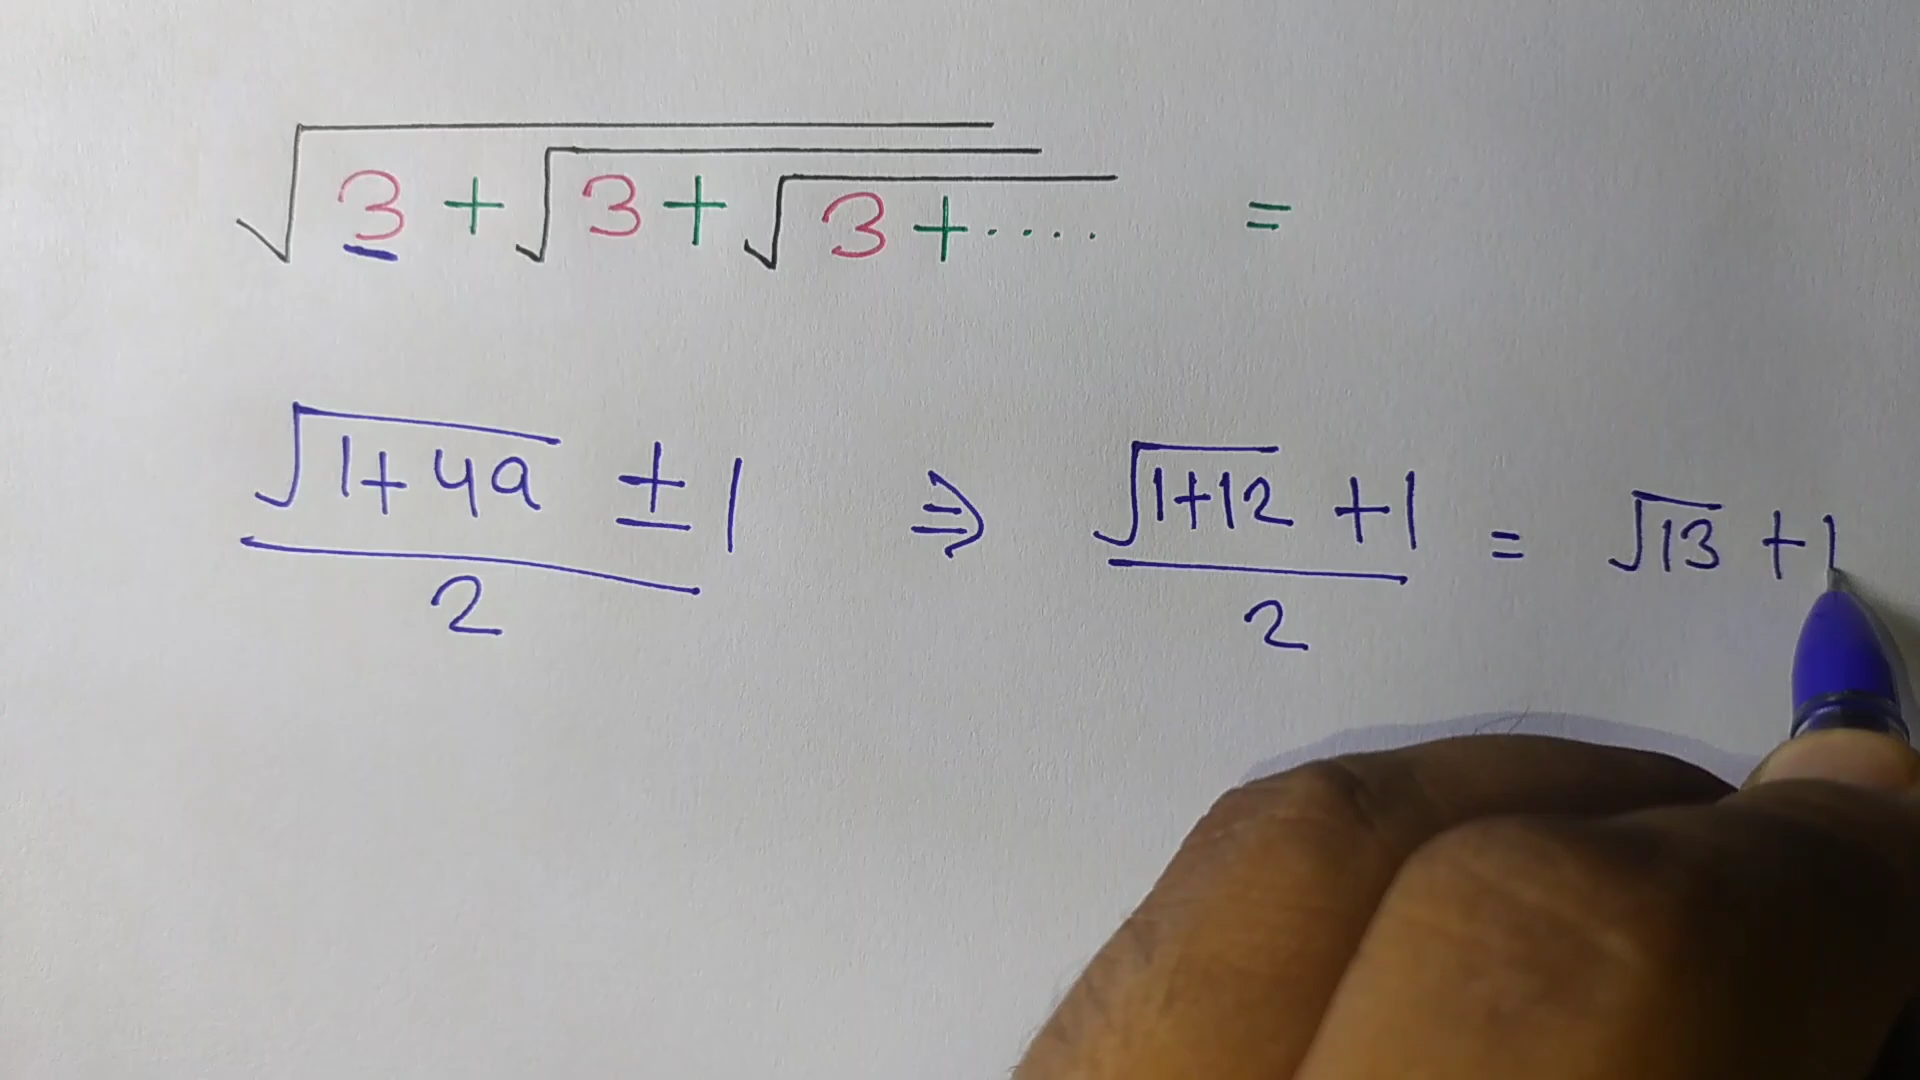 √3 + √3 + √3 + .... =
√1+4a ± 1 / 2 ⇒ √1+12 + 1 / 2 = √13 + 1